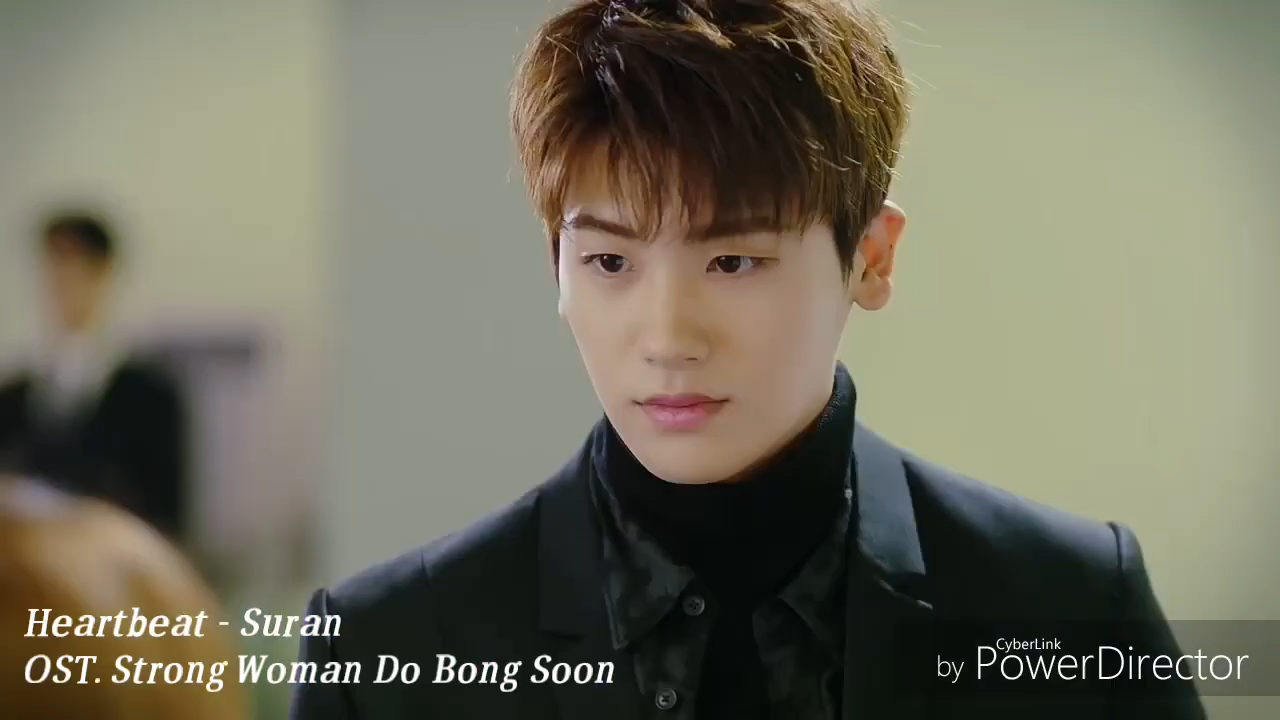 Heartbeat - Suran
OST. Strong Woman Do Bong Soon
CyberLink
by PowerDirector